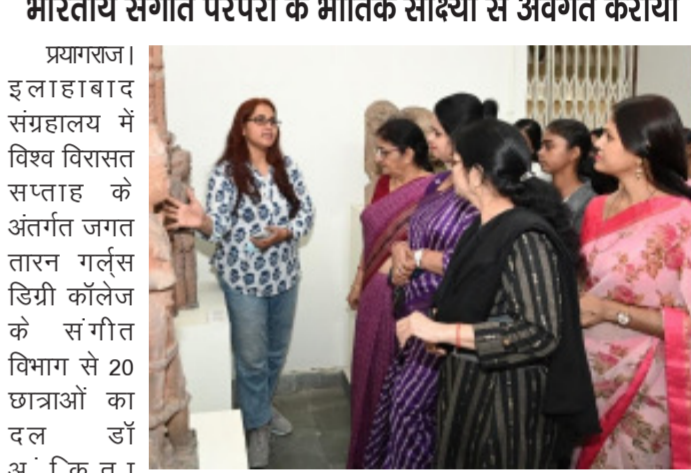 भारतीय संगीत परंपरा के भौतिक साक्ष्यों से अवगत कराया
प्रयागराज।
इलाहाबाद
संग्रहालय में
विश्व विरासत
सप्ताह के
अंतर्गत जगत
तारन गर्ल्स
डिग्री कॉलेज
के संगीत
विभाग से 20
छात्राओं का
दल डॉ